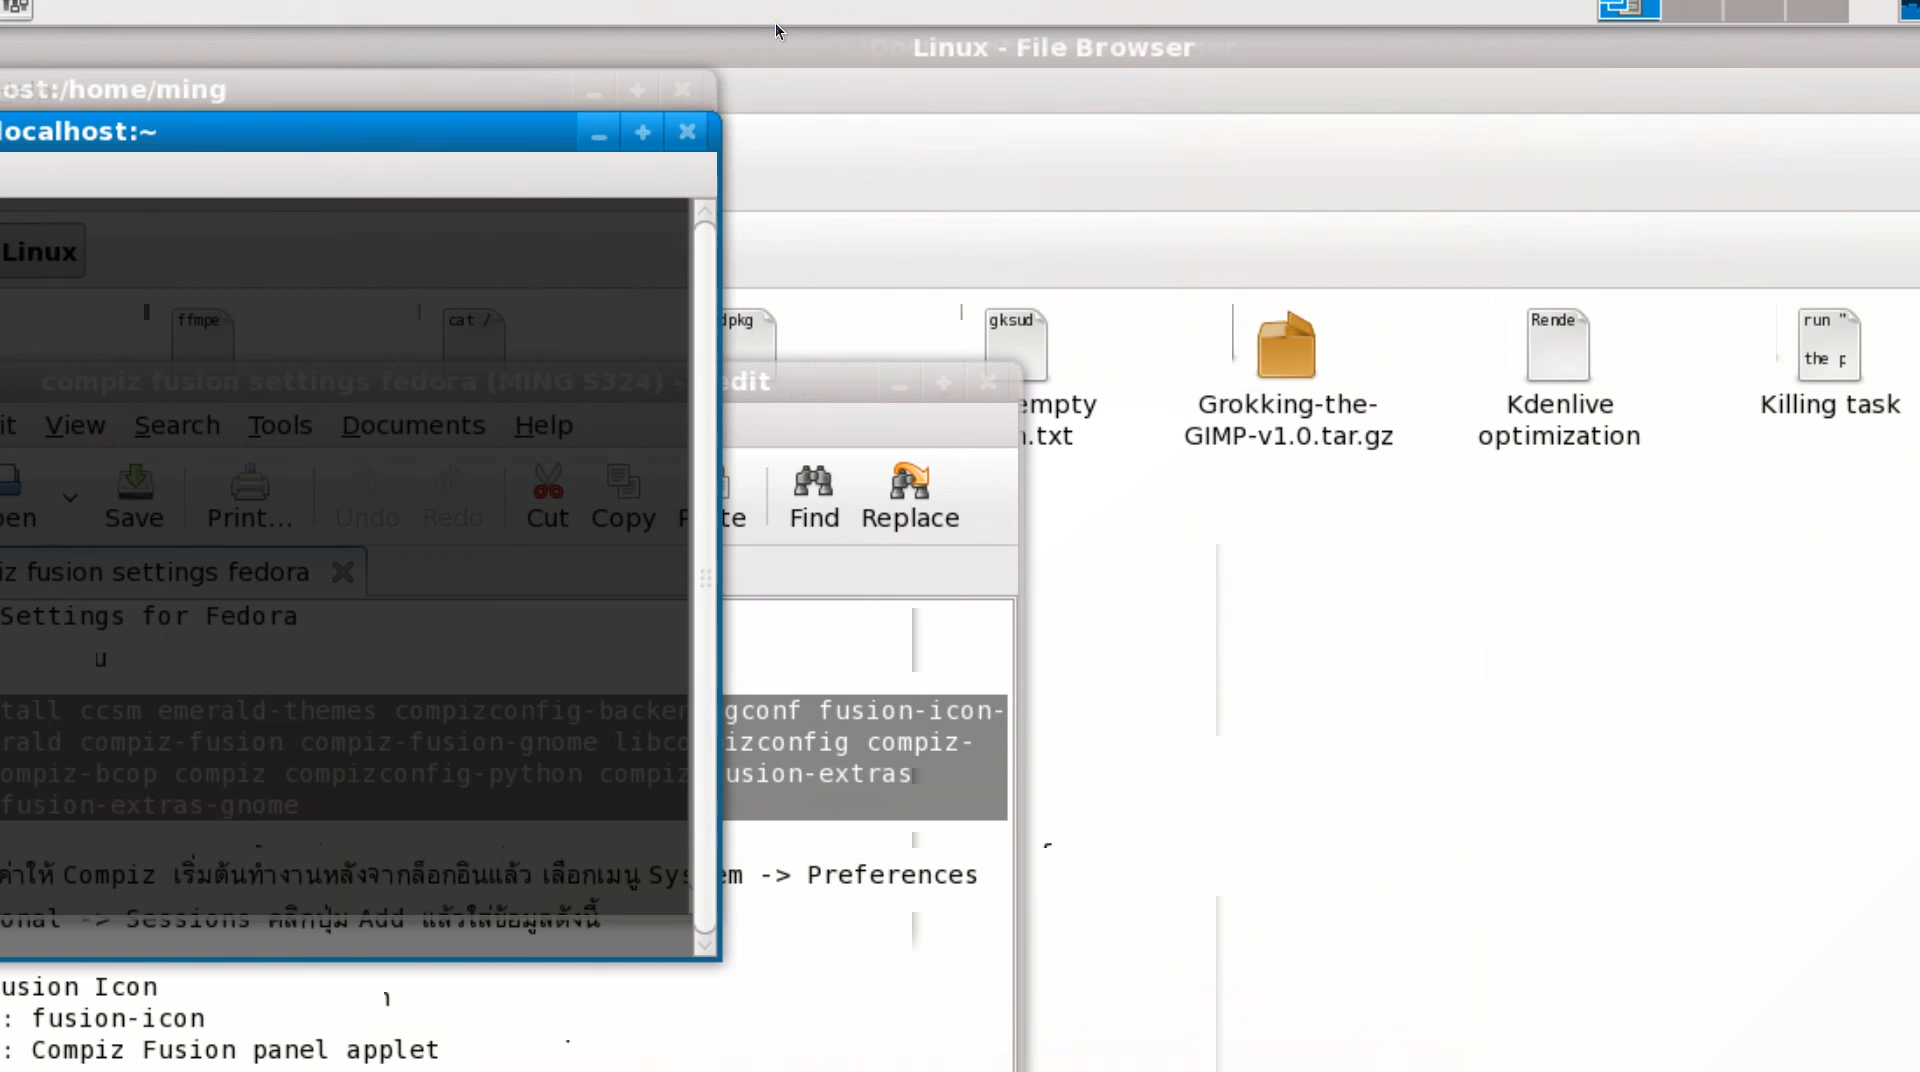 Linux - File Browser
ost:/home/ming
localhost:~
Linux
ffmpe
cat /
dpkg
gksud
Rende
run "
the p
empty
.txt
Grokking-the-
GIMP-v1.0.tar.gz
Kdenlive
optimization
Killing task
compiz fusion settings fedora (MING S324) - edit
it View Search Tools Documents Help
pen Save Print... Undo Redo Cut Copy P te Find Replace
iz fusion settings fedora
Settings for Fedora
u
tall ccsm emerald-themes compizconfig-backen gconf fusion-icon-
rald compiz-fusion compiz-fusion-gnome libco izconfig compiz-
ompiz-bcop compiz compizconfig-python compiz usion-extras
fusion-extras-gnome
ค่าให้ Compiz เริ่มต้นทำงานหลังจากล็อกอินแล้ว เลือกเมนู Sys em -> Preferences
onal -> Sessions คลิกปุ่ม Add แล้วใส่ข้อมูลดังนี้
usion Icon
: fusion-icon
: Compiz Fusion panel applet